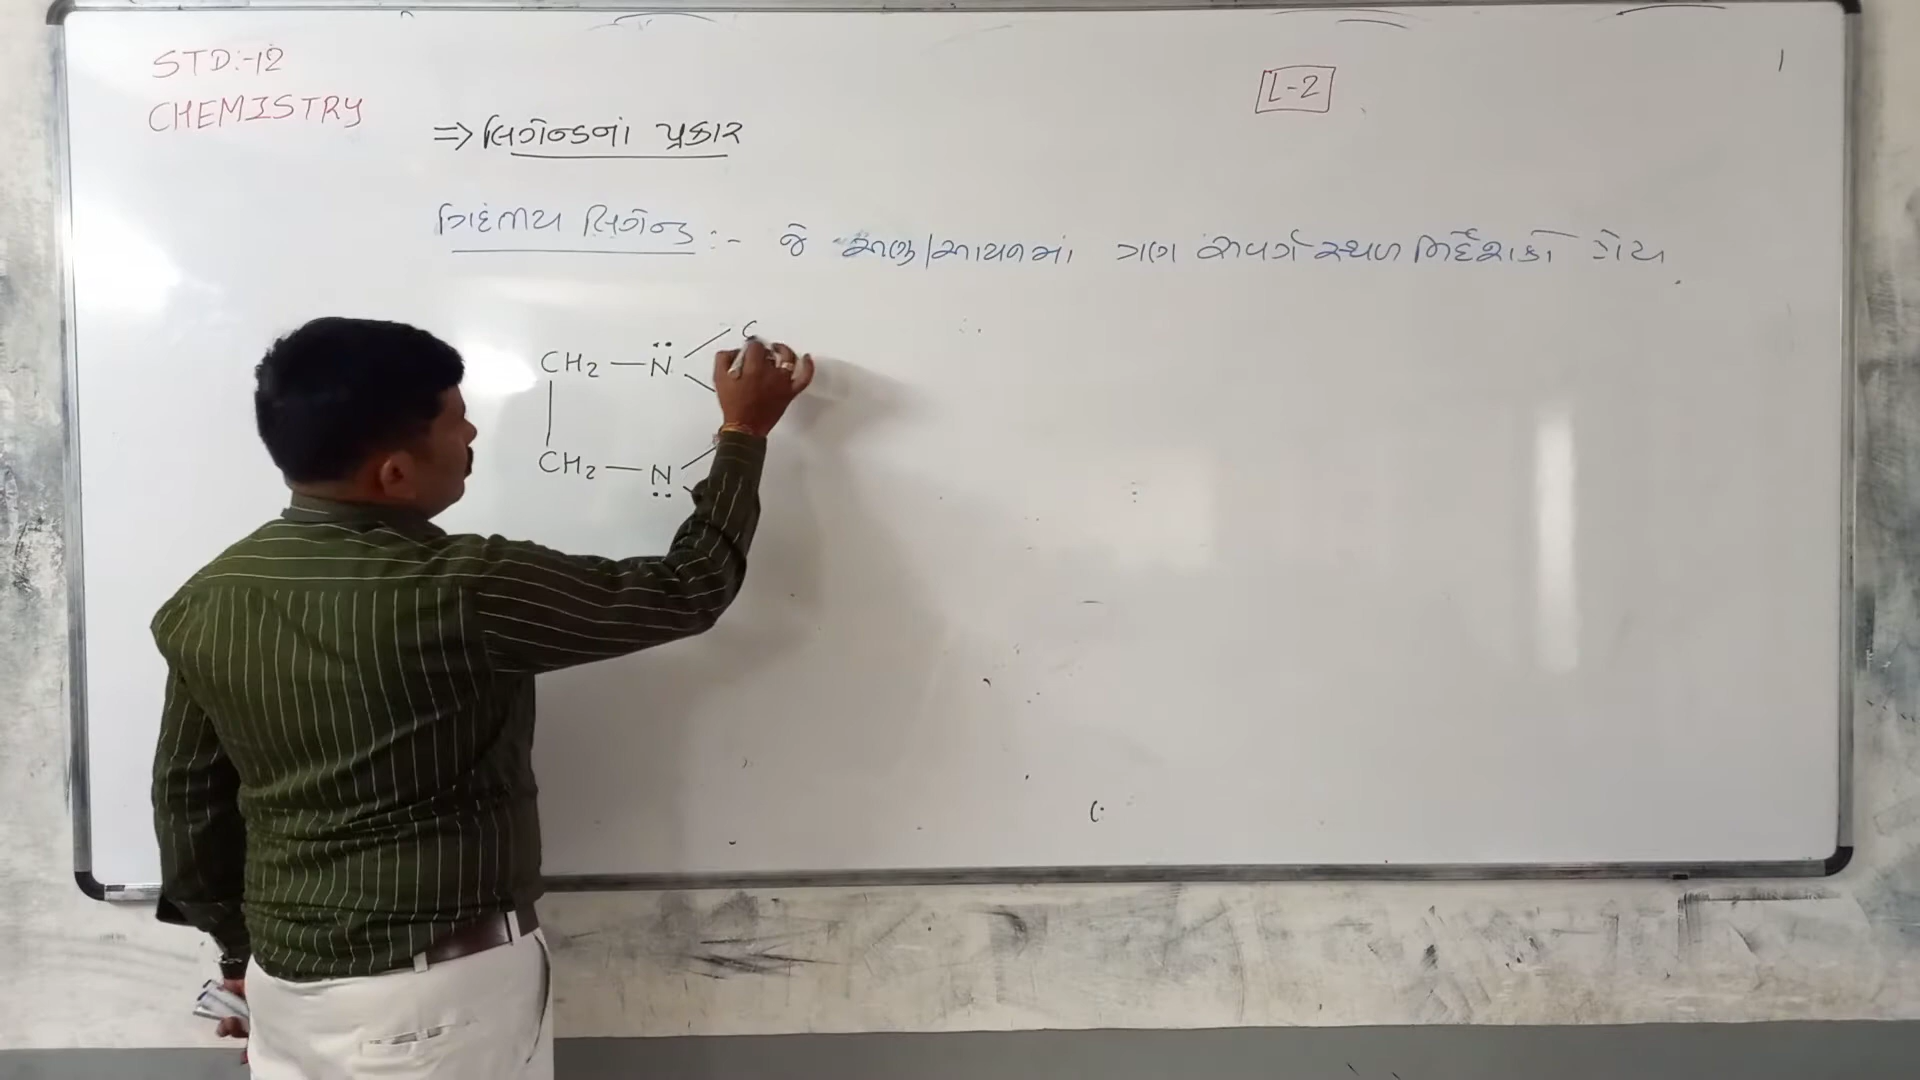 STD:-12
CHEMISTRY
L-2
⇒ લિગેન્ડનાં પ્રકાર
ત્રિદંતીય લિગેન્ડ :- જે અણુ/આયનમાં ત્રણ સવર્ગ સ્થળ નિર્દેશકો હોય
CH2 — N̈
CH2 — N